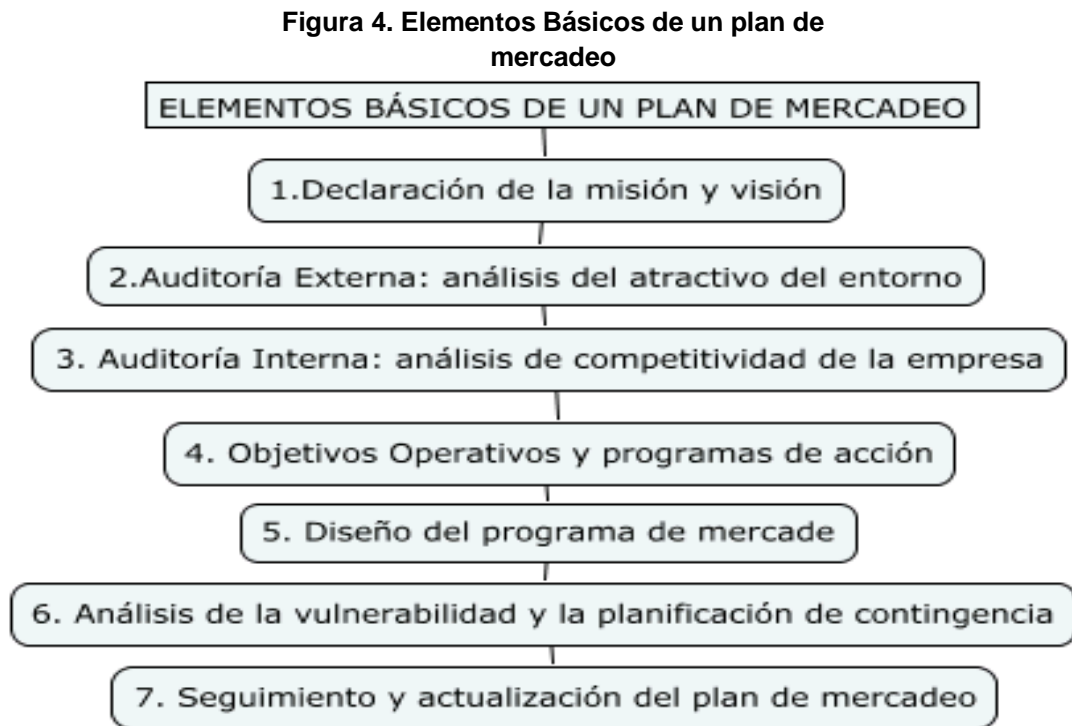 Figura 4. Elementos Básicos de un plan de
mercadeo
ELEMENTOS BÁSICOS DE UN PLAN DE MERCADEO
1.Declaración de la misión y visión
2.Auditoría Externa: análisis del atractivo del entorno
3. Auditoría Interna: análisis de competitividad de la empresa
4. Objetivos Operativos y programas de acción
5. Diseño del programa de mercade
6. Análisis de la vulnerabilidad y la planificación de contingencia
7. Seguimiento y actualización del plan de mercadeo